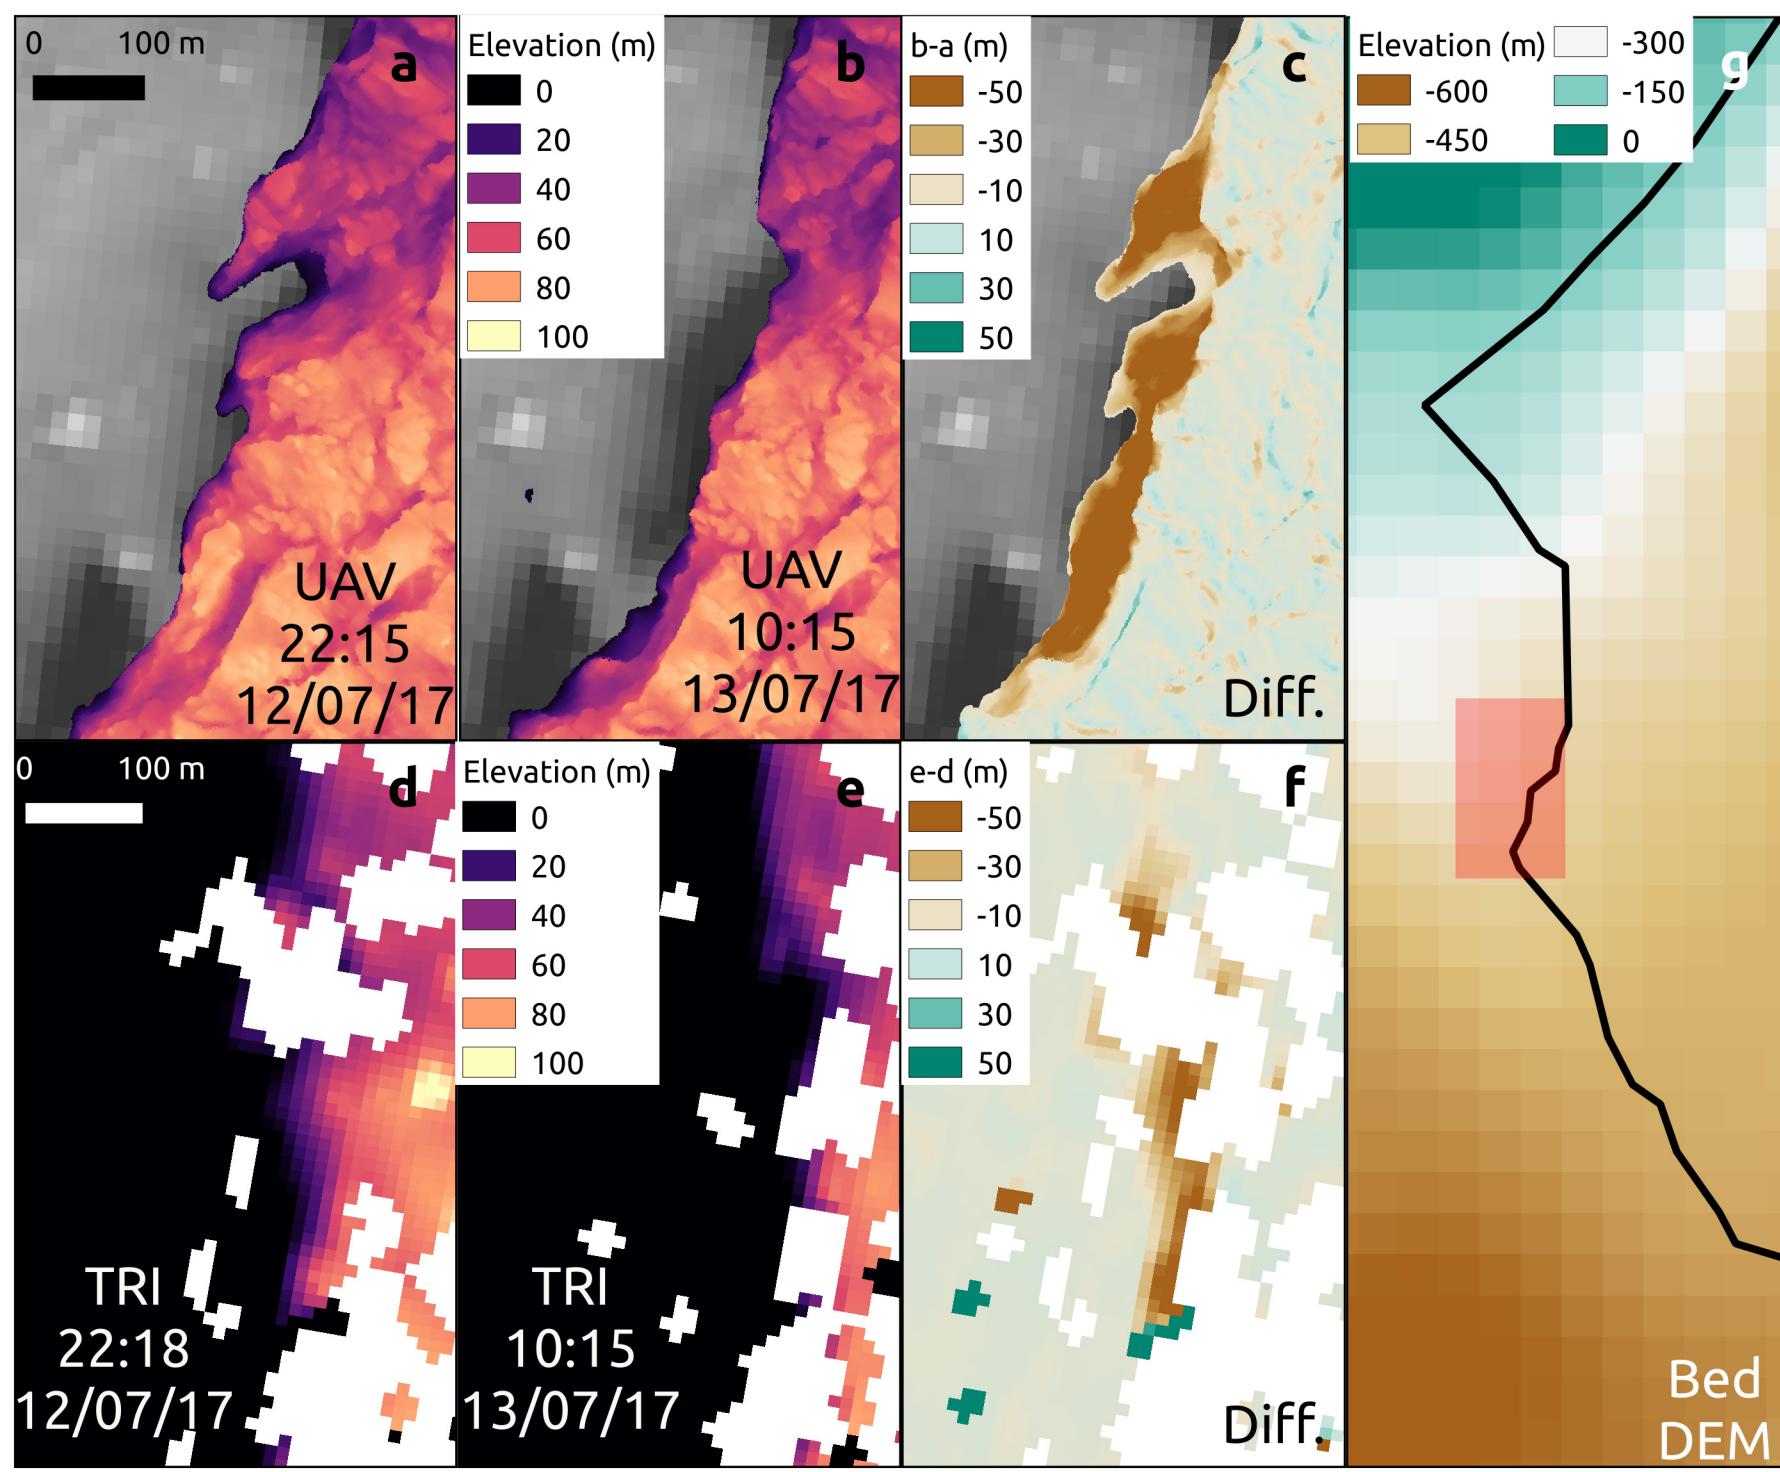 0 100 m
a
UAV
22:15
12/07/17
Elevation (m)
0
20
40
60
80
100
b
UAV
10:15
13/07/17
b-a (m)
-50
-30
-10
10
30
50
c
Diff.
0 100 m
d
TRI
22:18
12/07/17
Elevation (m)
0
20
40
60
80
100
e
TRI
10:15
13/07/17
e-d (m)
-50
-30
-10
10
30
50
f
Diff.
Elevation (m)
-600
-450
-300
-150
0
g
Bed
DEM